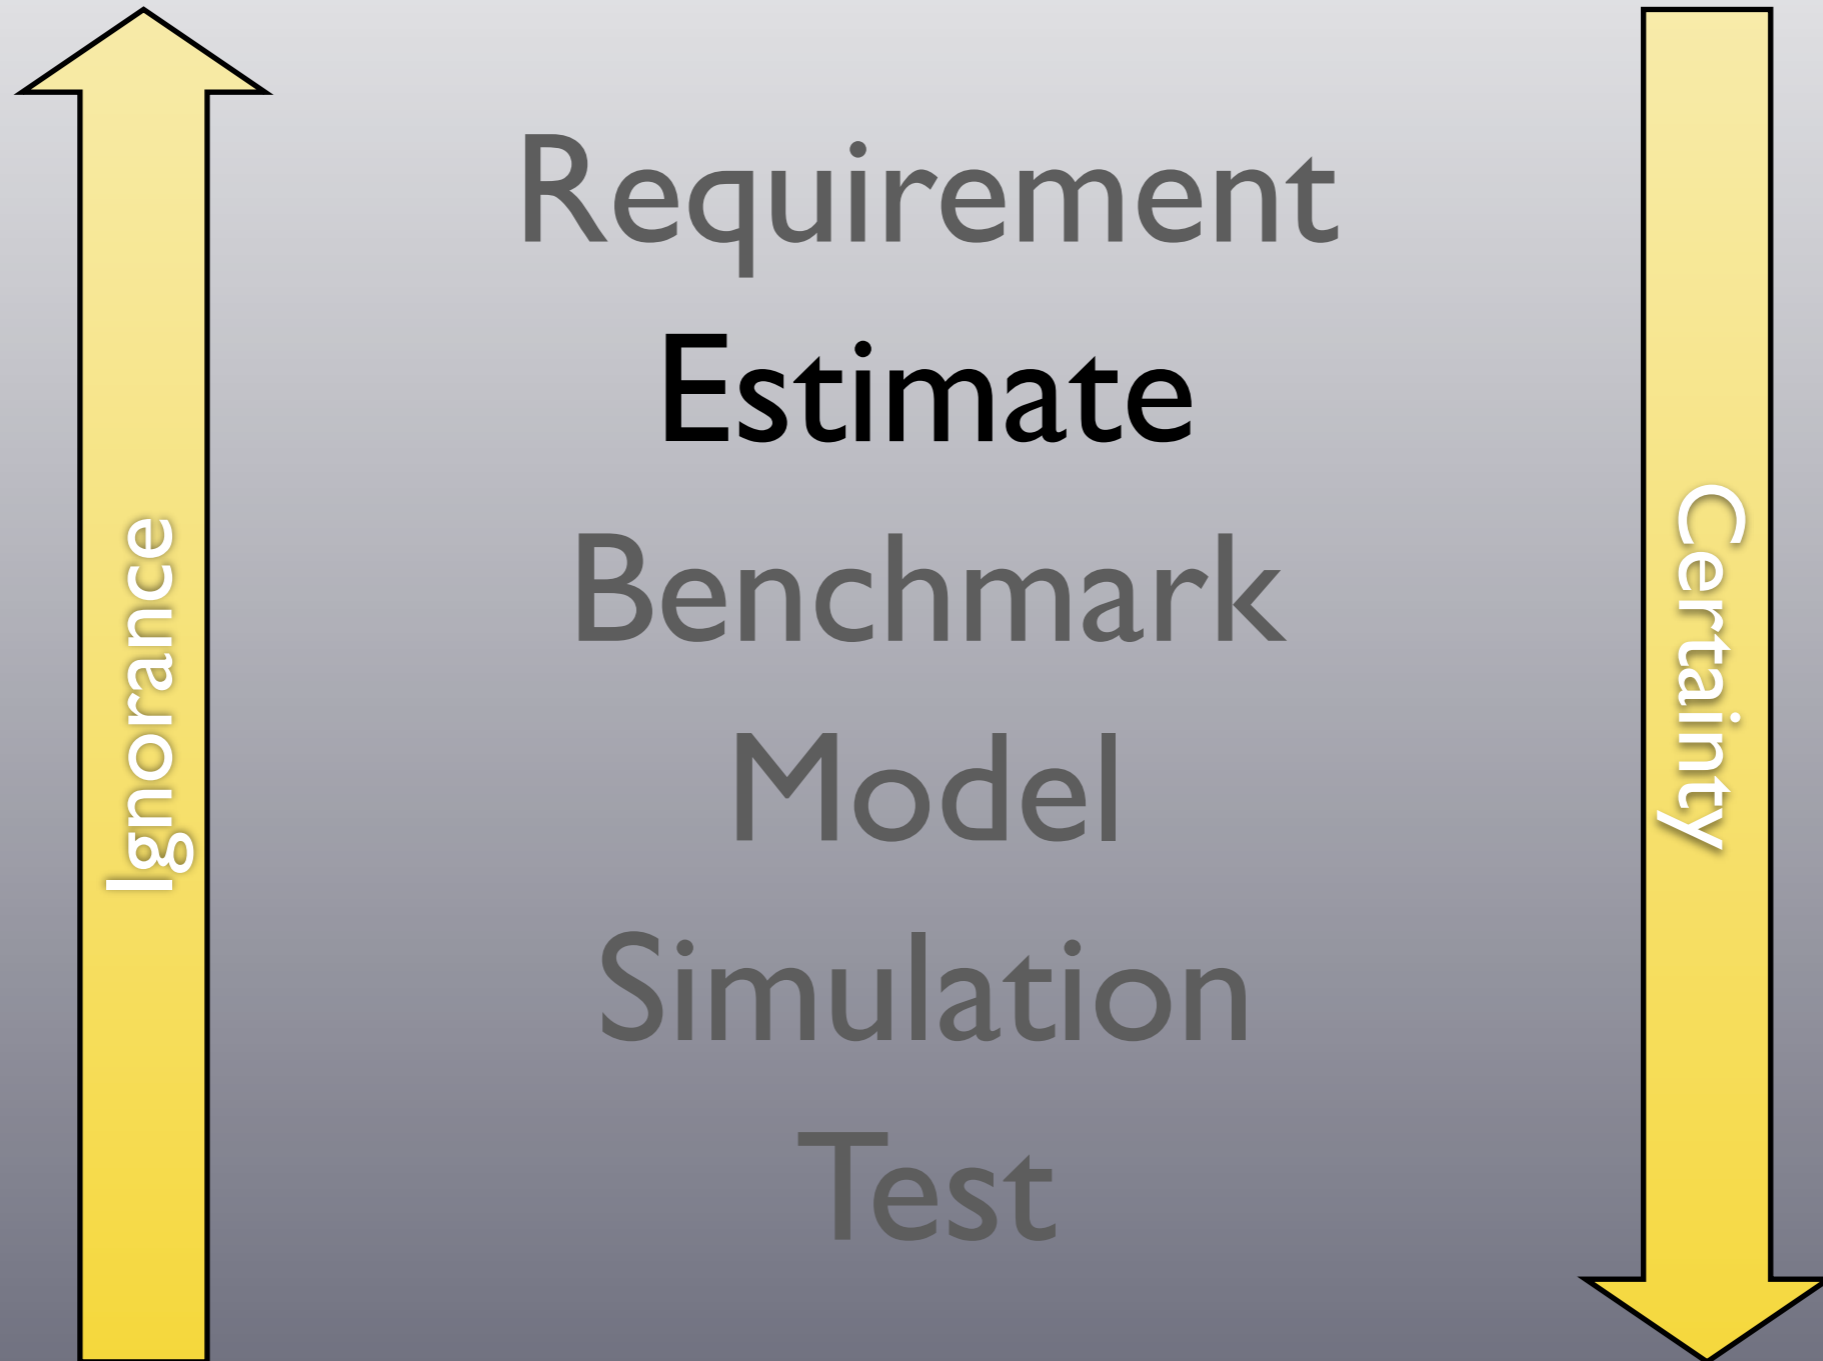 Ignorance
Requirement
Estimate
Benchmark
Model
Simulation
Test
Certainty